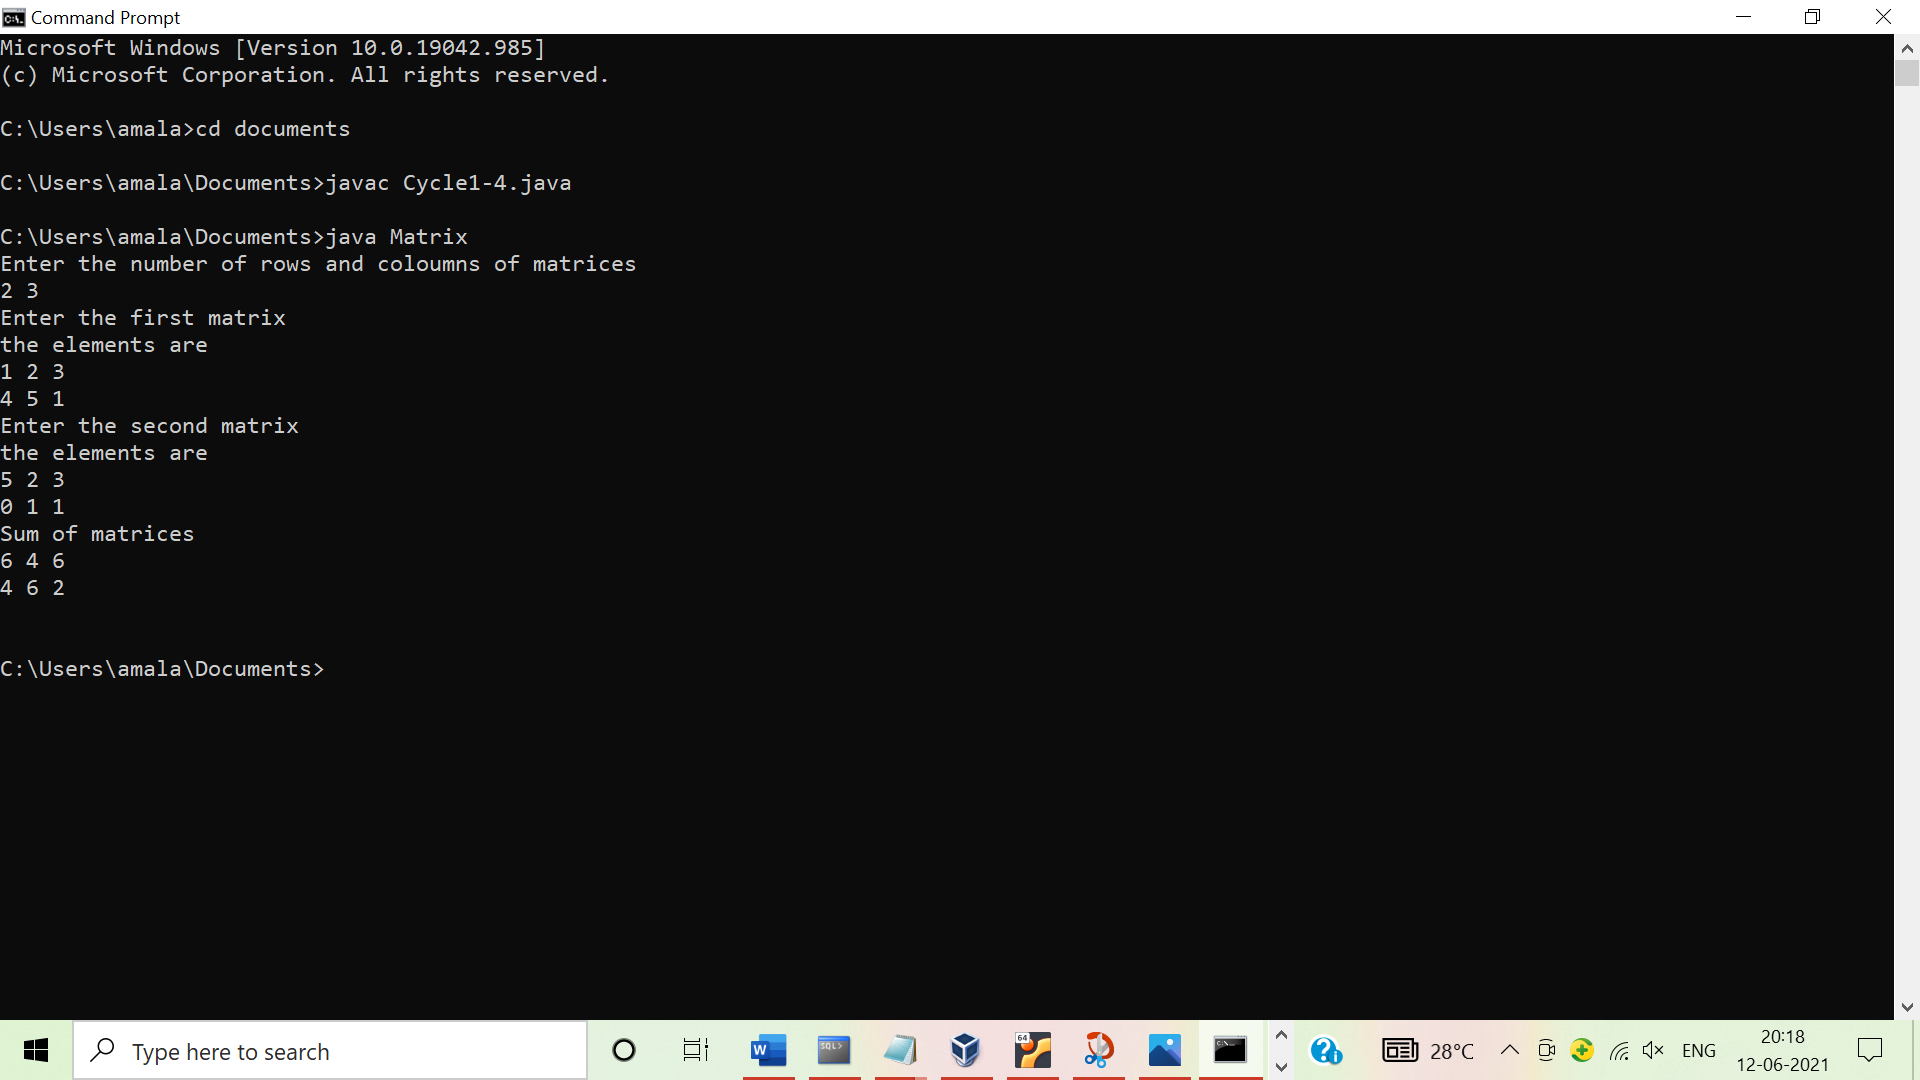 Command Prompt
Microsoft Windows [Version 10.0.19042.985]
(c) Microsoft Corporation. All rights reserved.
C:\Users\amala>cd documents
C:\Users\amala\Documents>javac Cycle1-4.java
C:\Users\amala\Documents>java Matrix
Enter the number of rows and coloumns of matrices
2 3
Enter the first matrix
the elements are
1 2 3
4 5 1
Enter the second matrix
the elements are
5 2 3
0 1 1
Sum of matrices
6 4 6
4 6 2
C:\Users\amala\Documents>
Type here to search
W
SQL>
64
C:\_
28°C
ENG
20:18
12-06-2021